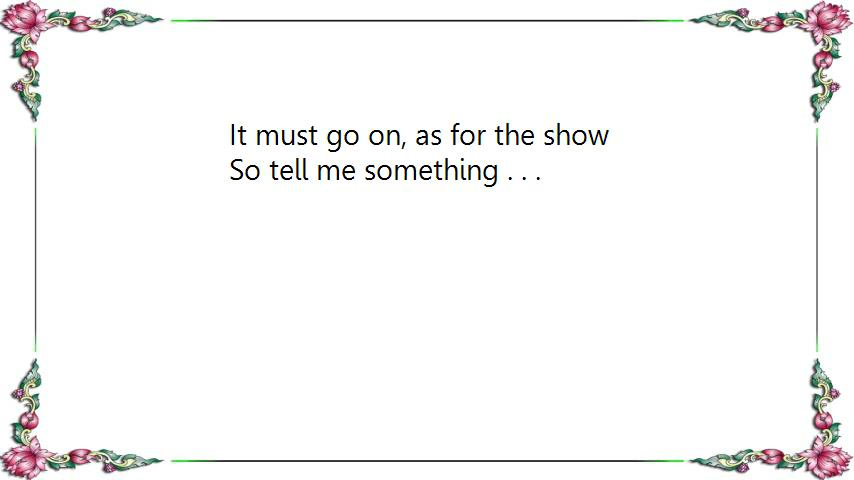 It must go on, as for the show
So tell me something . . .